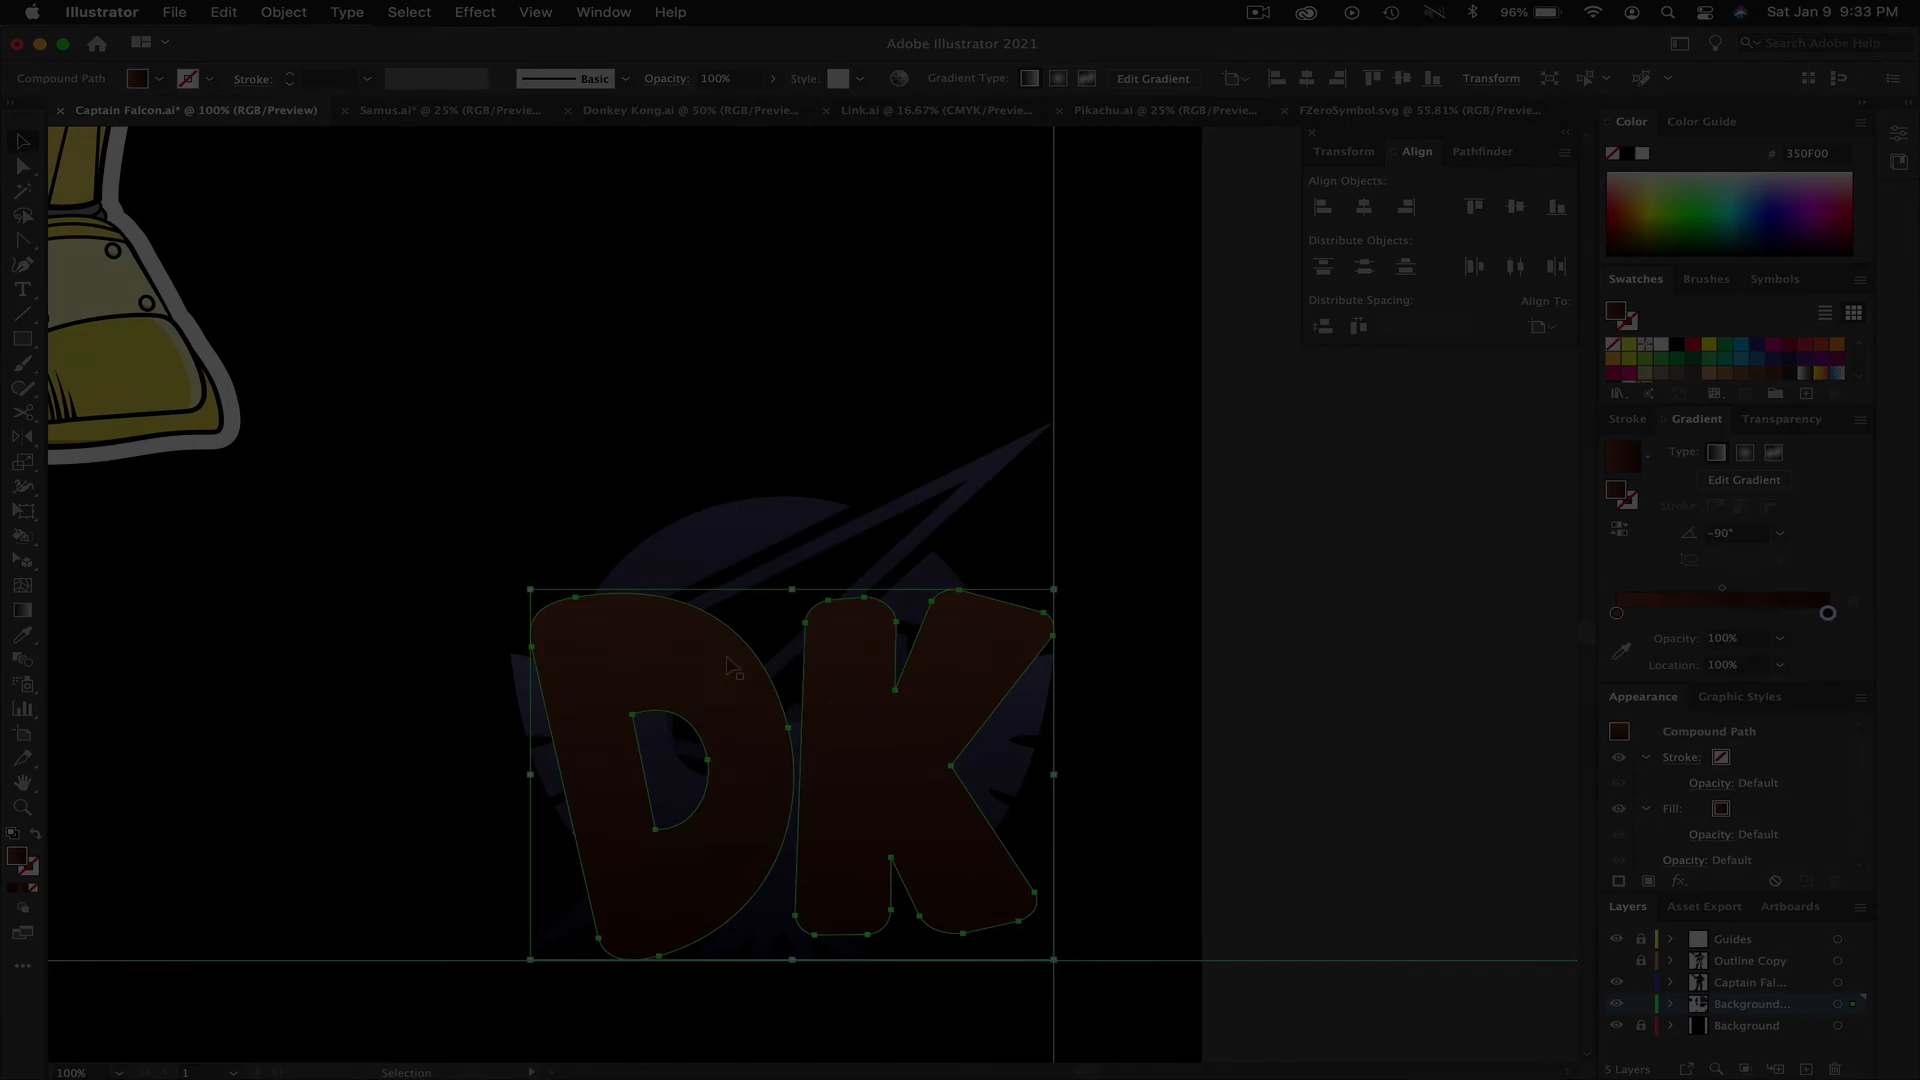 Illustrator File Edit Object Type Select Effect View Window Help 96% Sat Jan 9 9:33 PM
Adobe Illustrator 2021 Search Adobe Help
Compound Path Stroke: Basic Opacity: 100% Style: Gradient Type: Edit Gradient Transform
Captain Falcon.ai* @ 100% (RGB/Preview) Samus.ai* @ 25% (RGB/Previe... Donkey Kong.ai @ 50% (RGB/Previe... Link.ai @ 16.67% (CMYK/Previe... Pikachu.ai @ 25% (RGB/Previe... FZeroSymbol.svg @ 55.81% (RGB/Previe...
Transform Align Pathfinder
Align Objects:
Distribute Objects:
Distribute Spacing: Align To:
DK
Color Color Guide
# 350F00
Swatches Brushes Symbols
Stroke Gradient Transparency
Type:
Edit Gradient
Stroke
-90°
Opacity: 100%
Location: 100%
Appearance Graphic Styles
Compound Path
Stroke:
Opacity: Default
Fill:
Opacity: Default
Opacity: Default
fx.
Layers Asset Export Artboards
Guides
Outline Copy
Captain Fal...
Background...
Background
5 Layers
100% 1 Selection